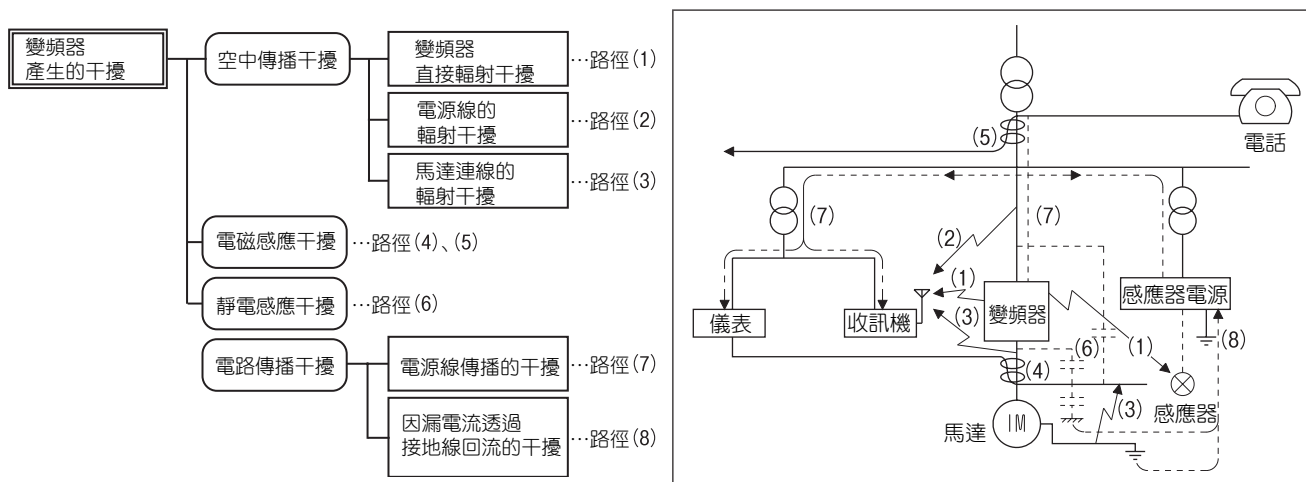 變頻器
產生的干擾
空中傳播干擾
變頻器
直接輻射干擾
…路徑(1)
電源線的
輻射干擾
…路徑(2)
馬達連線的
輻射干擾
…路徑(3)
電磁感應干擾
…路徑(4)、(5)
靜電感應干擾
…路徑(6)
電路傳播干擾
電源線傳播的干擾
…路徑(7)
因漏電流透過
接地線回流的干擾
…路徑(8)
電話
(5)
(7)
(7)
(2)
(1)
感應器電源
儀表
收訊機
變頻器
(3)
(6)
(1)
(8)
(4)
(3)
感應器
馬達
IM